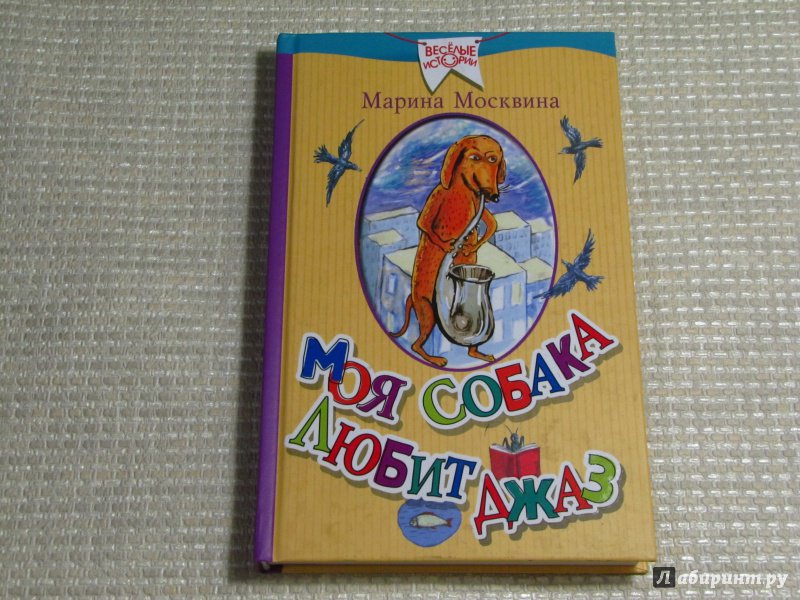 ВЕСЁЛЫЕ
ИСТОРИИ
Марина Москвина
МОЯ СОБАКА
ЛЮБИТ ДЖАЗ
Лабиринт.ру